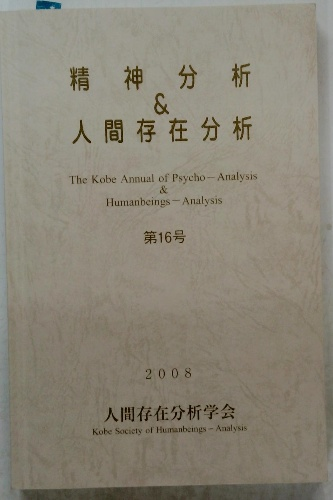 精神分析
&
人間存在分析
The Kobe Annual of Psycho-Analysis
&
Humanbeings-Analysis
第16号
2008
人間存在分析学会
Kobe Society of Humanbeings-Analysis